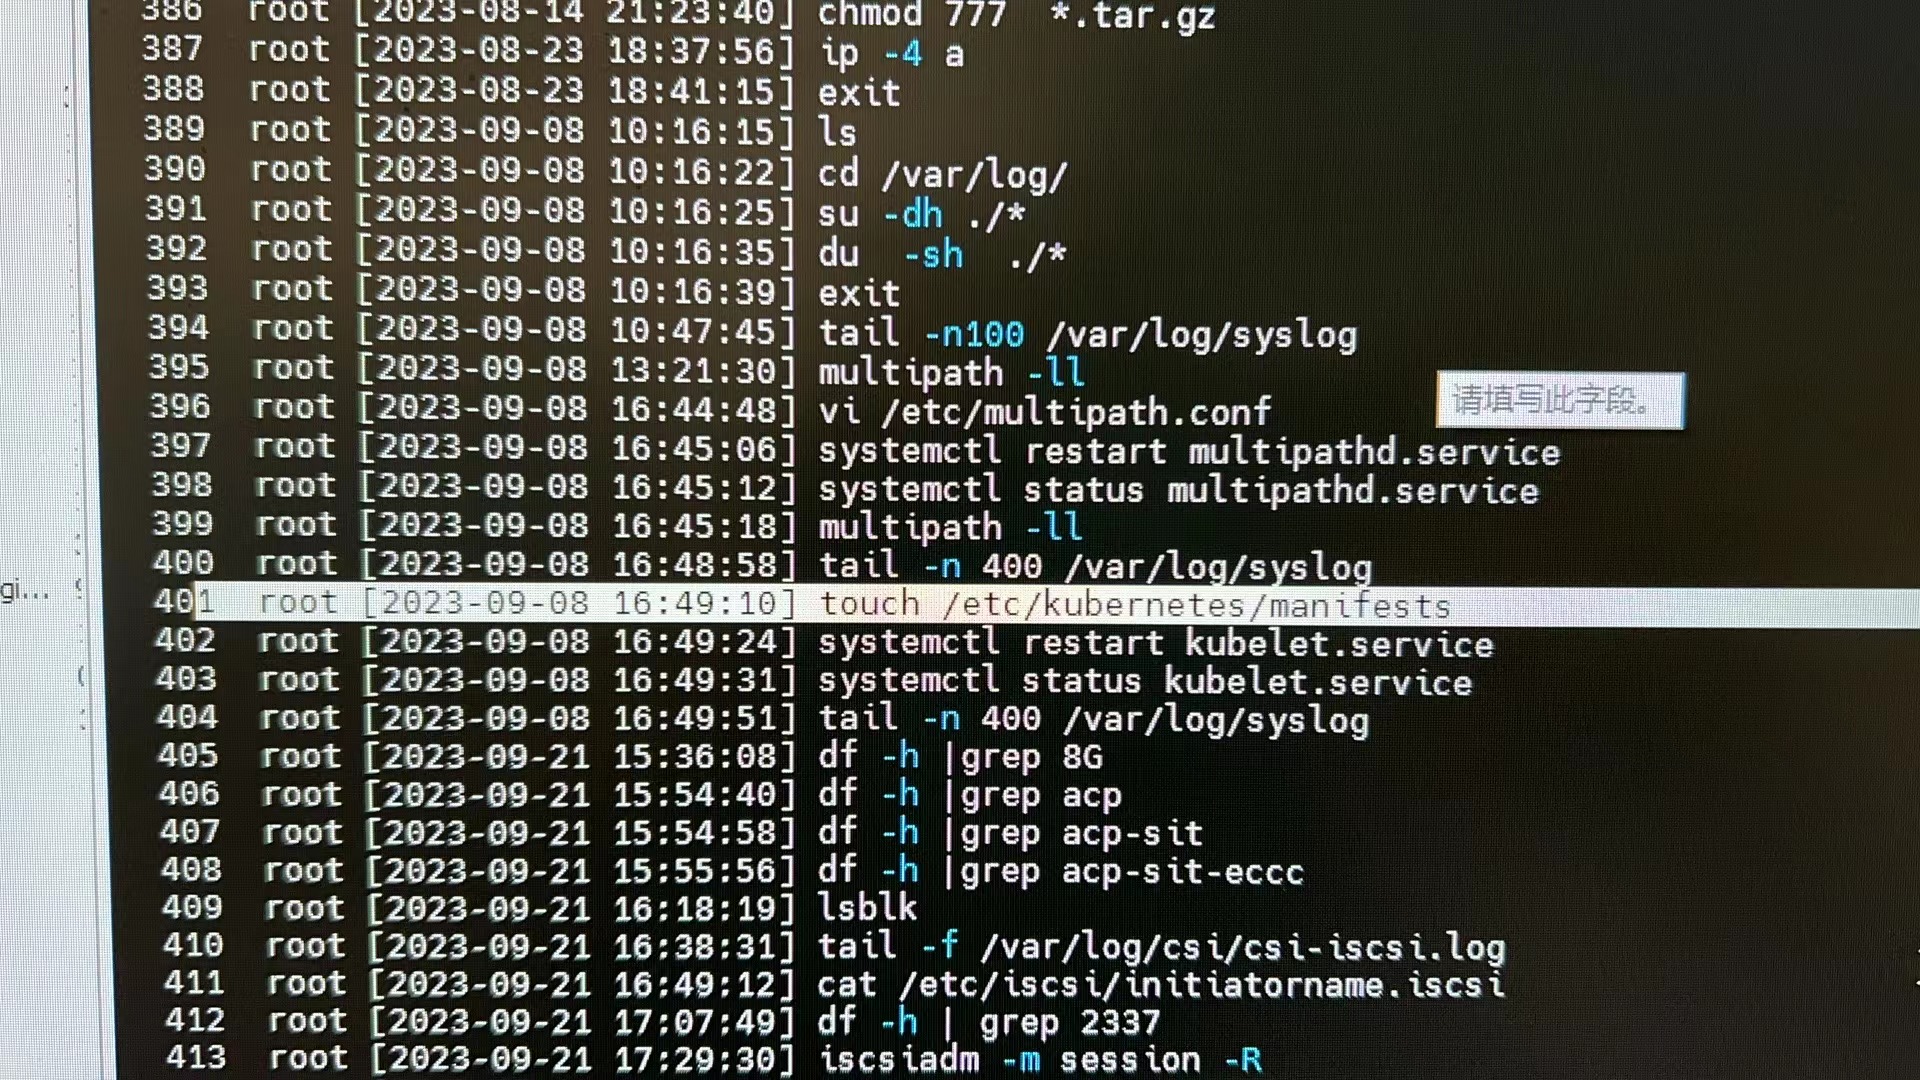 386 root [2023-08-14 21:23:40] chmod 777 *.tar.gz
387 root [2023-08-23 18:37:56] ip -4 a
388 root [2023-08-23 18:41:15] exit
389 root [2023-09-08 10:16:15] ls
390 root [2023-09-08 10:16:22] cd /var/log/
391 root [2023-09-08 10:16:25] su -dh ./*
392 root [2023-09-08 10:16:35] du -sh ./*
393 root [2023-09-08 10:16:39] exit
394 root [2023-09-08 10:47:45] tail -n100 /var/log/syslog
395 root [2023-09-08 13:21:30] multipath -ll
请填写此字段。
396 root [2023-09-08 16:44:48] vi /etc/multipath.conf
397 root [2023-09-08 16:45:06] systemctl restart multipathd.service
398 root [2023-09-08 16:45:12] systemctl status multipathd.service
399 root [2023-09-08 16:45:18] multipath -ll
400 root [2023-09-08 16:48:58] tail -n 400 /var/log/syslog
gi...
401 root [2023-09-08 16:49:10] touch /etc/kubernetes/manifests
402 root [2023-09-08 16:49:24] systemctl restart kubelet.service
403 root [2023-09-08 16:49:31] systemctl status kubelet.service
404 root [2023-09-08 16:49:51] tail -n 400 /var/log/syslog
405 root [2023-09-21 15:36:08] df -h |grep 8G
406 root [2023-09-21 15:54:40] df -h |grep acp
407 root [2023-09-21 15:54:58] df -h |grep acp-sit
408 root [2023-09-21 15:55:56] df -h |grep acp-sit-eccc
409 root [2023-09-21 16:18:19] lsblk
410 root [2023-09-21 16:38:31] tail -f /var/log/csi/csi-iscsi.log
411 root [2023-09-21 16:49:12] cat /etc/iscsi/initiatorname.iscsi
412 root [2023-09-21 17:07:49] df -h | grep 2337
413 root [2023-09-21 17:29:30] iscsiadm -m session -R